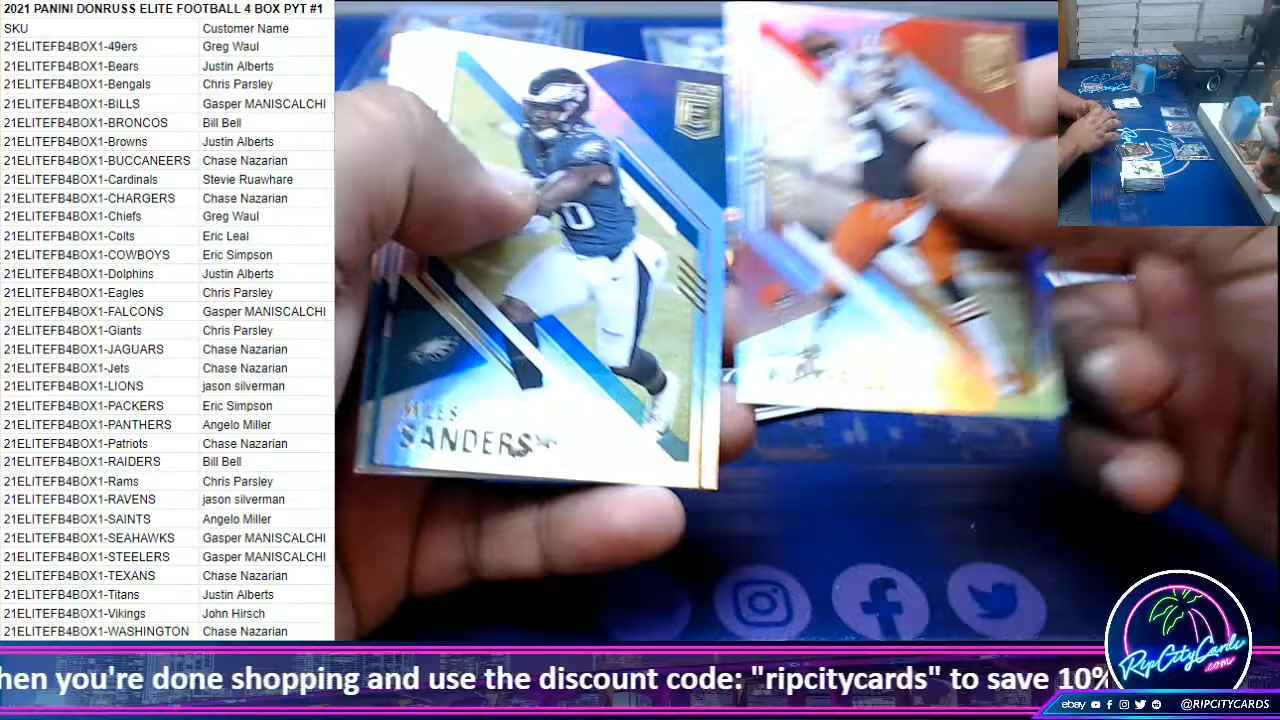 2021 PANINI DONRUSS ELITE FOOTBALL 4 BOX PYT #1
SKU Customer Name
21ELITEFB4BOX1-49ers Greg Waul
21ELITEFB4BOX1-Bears Justin Alberts
21ELITEFB4BOX1-Bengals Chris Parsley
21ELITEFB4BOX1-BILLS Gasper MANISCALCHI
21ELITEFB4BOX1-BRONCOS Bill Bell
21ELITEFB4BOX1-Browns Justin Alberts
21ELITEFB4BOX1-BUCCANEERS Chase Nazarian
21ELITEFB4BOX1-Cardinals Stevie Ruawhare
21ELITEFB4BOX1-CHARGERS Chase Nazarian
21ELITEFB4BOX1-Chiefs Greg Waul
21ELITEFB4BOX1-Colts Eric Leal
21ELITEFB4BOX1-COWBOYS Eric Simpson
21ELITEFB4BOX1-Dolphins Justin Alberts
21ELITEFB4BOX1-Eagles Chris Parsley
21ELITEFB4BOX1-FALCONS Gasper MANISCALCHI
21ELITEFB4BOX1-Giants Chris Parsley
21ELITEFB4BOX1-JAGUARS Chase Nazarian
21ELITEFB4BOX1-Jets Chase Nazarian
21ELITEFB4BOX1-LIONS jason silverman
21ELITEFB4BOX1-PACKERS Eric Simpson
21ELITEFB4BOX1-PANTHERS Angelo Miller
21ELITEFB4BOX1-Patriots Chase Nazarian
21ELITEFB4BOX1-RAIDERS Bill Bell
21ELITEFB4BOX1-Rams Chris Parsley
21ELITEFB4BOX1-RAVENS jason silverman
21ELITEFB4BOX1-SAINTS Angelo Miller
21ELITEFB4BOX1-SEAHAWKS Gasper MANISCALCHI
21ELITEFB4BOX1-STEELERS Gasper MANISCALCHI
21ELITEFB4BOX1-TEXANS Chase Nazarian
21ELITEFB4BOX1-Titans Justin Alberts
21ELITEFB4BOX1-Vikings John Hirsch
21ELITEFB4BOX1-WASHINGTON Chase Nazarian
MILES
SANDERS
RipCityCards
.com
hen you're done shopping and use the discount code: "ripcitycards" to save 10%
ebay @RIPCITYCARDS